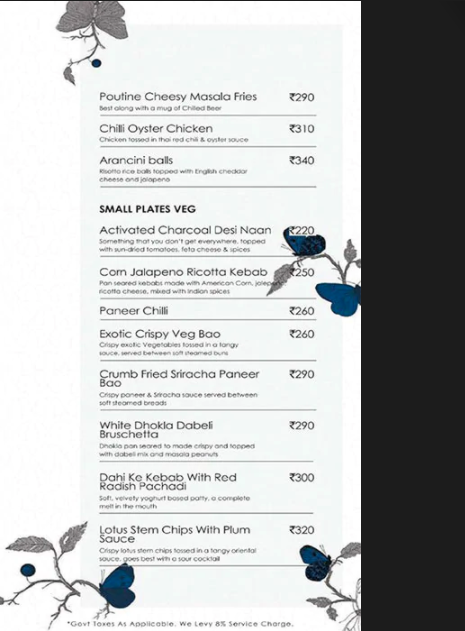 Poutine Cheesy Masala Fries ₹290
Best along with a mug of Chilled Beer
Chilli Oyster Chicken ₹310
Chicken tossed in thai red chili & oyster sauce
Arancini balls ₹340
Risotto rice balls topped with English cheddar
cheese and jalapeno
SMALL PLATES VEG
Activated Charcoal Desi Naan ₹220
Something that you don't get everywhere, topped
with sun-dried tomatoes, feta cheese & spices
Corn Jalapeno Ricotta Kebab ₹250
Pan seared kebabs made with American Corn,
ricotta cheese, mixed with Indian spices
Paneer Chilli ₹260
Exotic Crispy Veg Bao ₹260
Crispy exotic Vegetables tossed in a tangy
sauce, served between soft steamed buns
Crumb Fried Sriracha Paneer ₹290
Bao
Crispy paneer & Sriracha sauce served between
soft steamed breads
White Dhokla Dabeli ₹290
Bruschetta
Dhokla pan seared to made crispy and topped
with dabeli mix and masala peanuts
Dahi Ke Kebab With Red ₹300
Radish Pachadi
Soft, velvety yoghurt based patty, a complete
melt in the mouth
Lotus Stem Chips With Plum ₹320
Sauce
Crispy lotus stem chips tossed in a tangy oriental
sauce, goes best with a sour cocktail
*Govt Taxes As Applicable. We Levy 8% Service Charge.